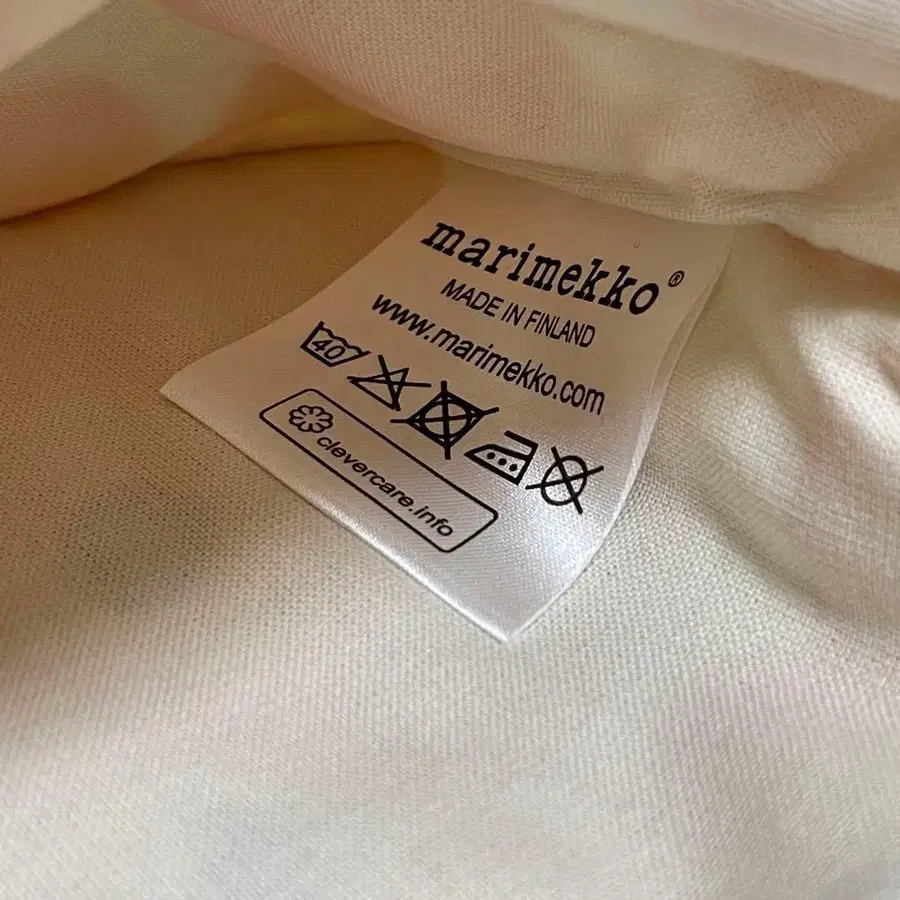 marimekko®
MADE IN FINLAND
www.marimekko.com
40
clevercare.info